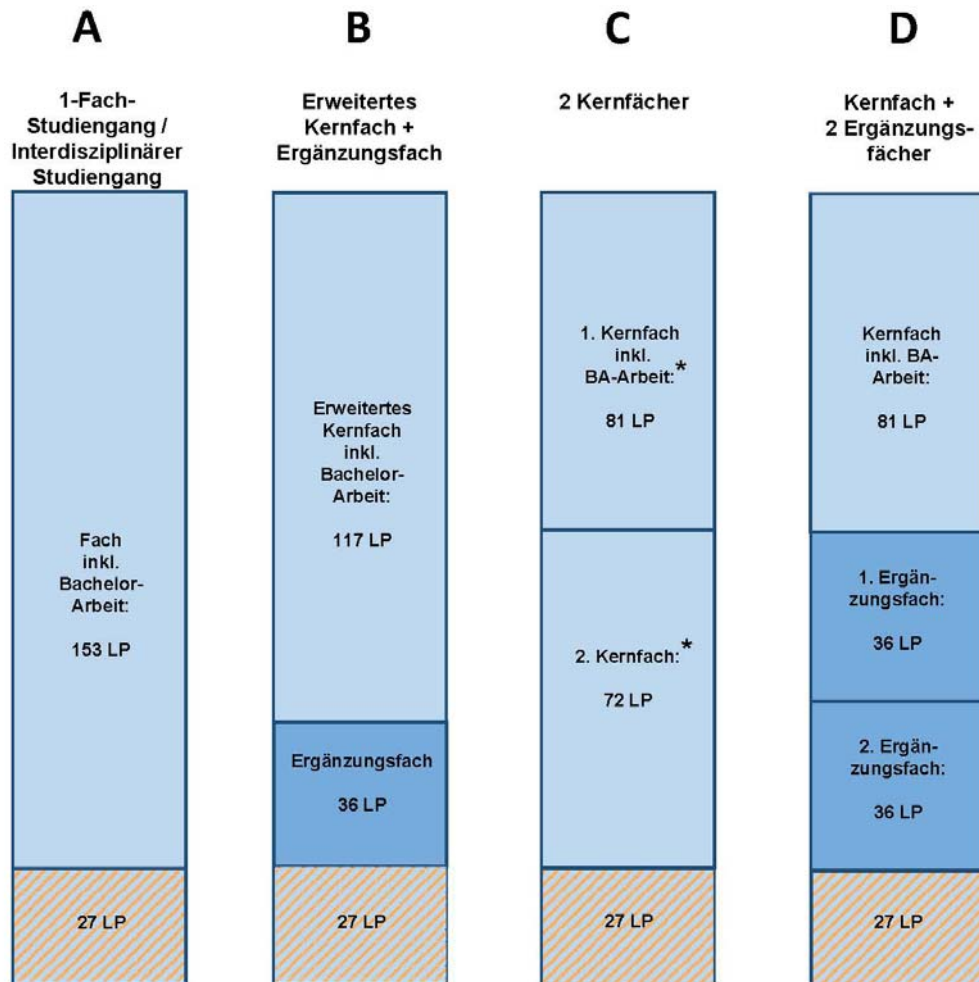 A
1-Fach-
Studiengang /
Interdisziplinärer
Studiengang
Fach
inkl.
Bachelor-
Arbeit:
153 LP
27 LP
B
Erweitertes
Kernfach +
Ergänzungsfach
Erweitertes
Kernfach
inkl.
Bachelor-
Arbeit:
117 LP
Ergänzungsfach
36 LP
27 LP
C
2 Kernfächer
1. Kernfach
inkl.
BA-Arbeit:*
81 LP
2. Kernfach:*
72 LP
27 LP
D
Kernfach +
2 Ergänzungs-
fächer
Kernfach
inkl. BA-
Arbeit:
81 LP
1. Ergän-
zungsfach:
36 LP
2. Ergän-
zungsfach:
36 LP
27 LP